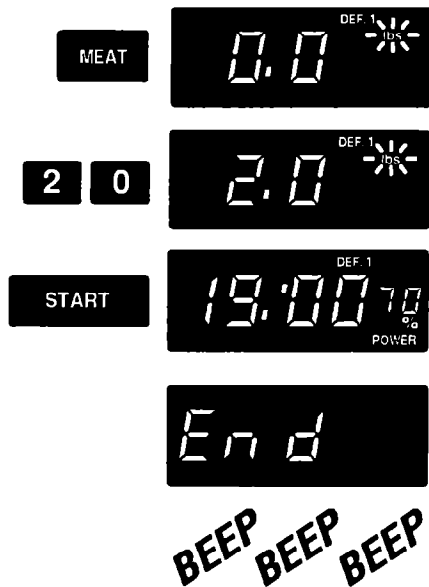 DEF. 1
MEAT 0.0 lbs
DEF. 1
2 0 2.0 lbs
DEF. 1
START 19:00 70 %
POWER
End
BEEP BEEP BEEP